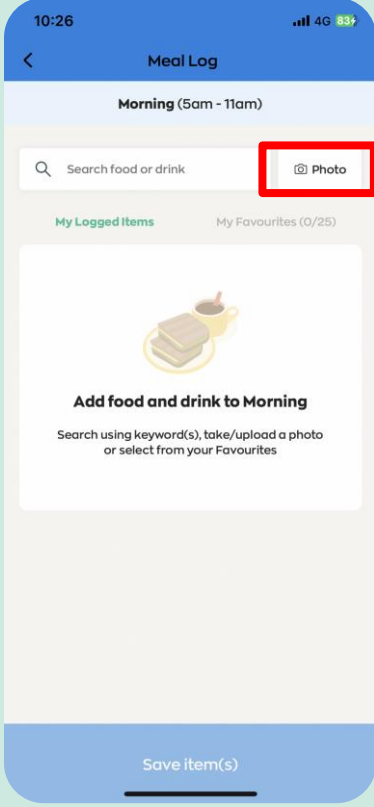 10:26 4G 83
Meal Log
Morning (5am - 11am)
Search food or drink Photo
My Logged Items My Favourites (0/25)
Add food and drink to Morning
Search using keyword(s), take/upload a photo
or select from your Favourites
Save item(s)